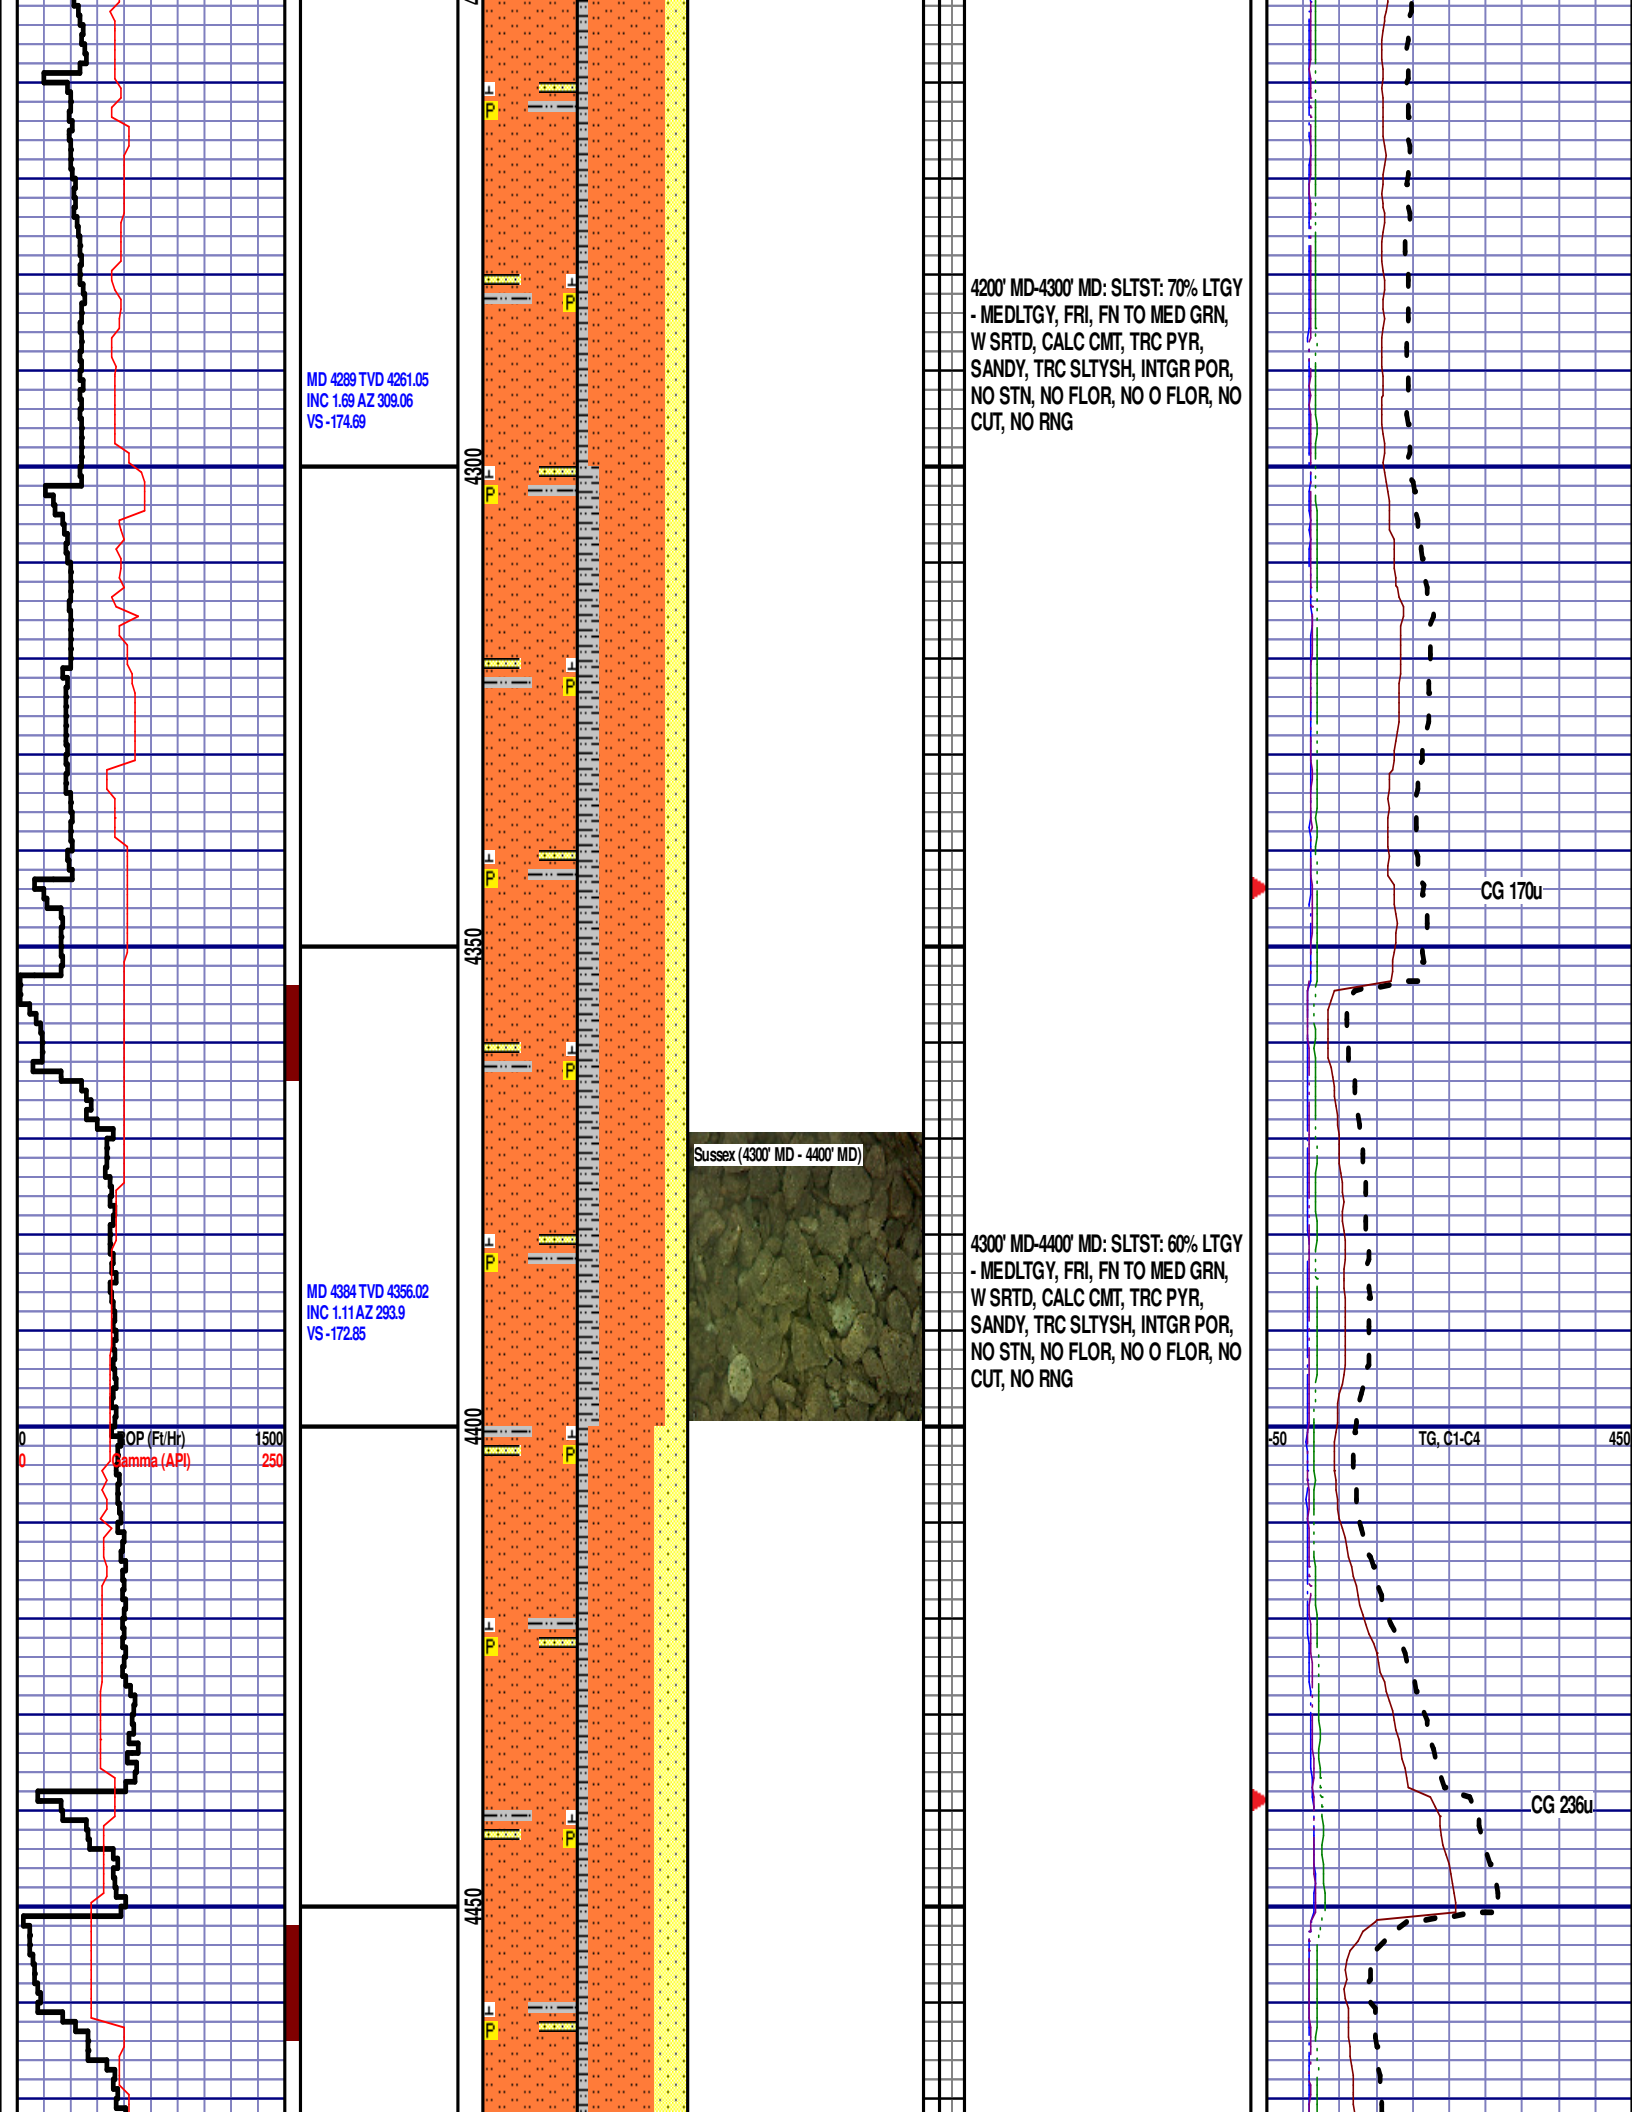 4200' MD-4300' MD: SLTST: 70% LTGY
- MEDLTGY, FRI, FN TO MED GRN,
W SRTD, CALC CMT, TRC PYR,
SANDY, TRC SLTYSH, INTGR POR,
NO STN, NO FLOR, NO O FLOR, NO
CUT, NO RNG
MD 4289 TVD 4261.05
INC 1.69 AZ 309.06
VS -174.69
4300
CG 170u
4350
Sussex (4300' MD - 4400' MD)
4300' MD-4400' MD: SLTST: 60% LTGY
- MEDLTGY, FRI, FN TO MED GRN,
W SRTD, CALC CMT, TRC PYR,
SANDY, TRC SLTYSH, INTGR POR,
NO STN, NO FLOR, NO O FLOR, NO
CUT, NO RNG
MD 4384 TVD 4356.02
INC 1.11 AZ 293.9
VS -172.85
4400
0 ROP (Ft/Hr) 1500
0 Gamma (API) 250
-50 TG, C1-C4 450
CG 236u
4450
P
P
P
P
P
P
P
P
P
P
P